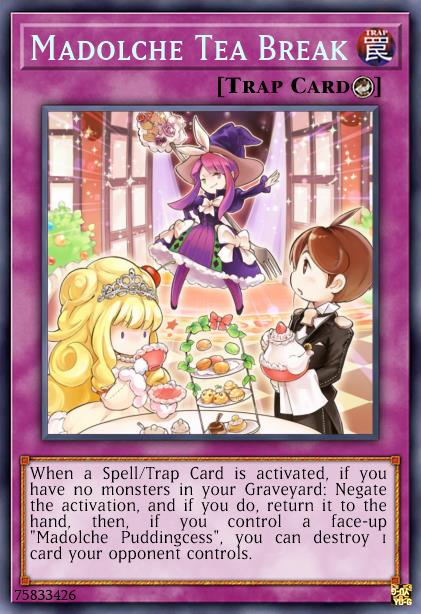 MADOLCHE TEA BREAK
TRAP
罠
[TRAP CARD]
When a Spell/Trap Card is activated, if you
have no monsters in your Graveyard: Negate
the activation, and if you do, return it to the
hand, then, if you control a face-up
"Madolche Puddingcess", you can destroy 1
card your opponent controls.
75833426